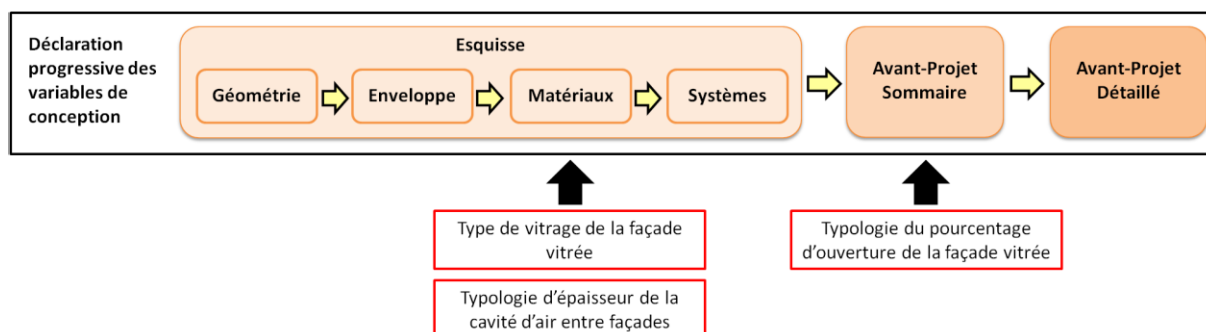 Déclaration
progressive des
variables de
conception
Esquisse
Géométrie
Enveloppe
Matériaux
Systèmes
Avant-Projet
Sommaire
Avant-Projet
Détaillé
Type de vitrage de la façade
vitrée
Typologie du pourcentage
d'ouverture de la façade vitrée
Typologie d'épaisseur de la
cavité d'air entre façades